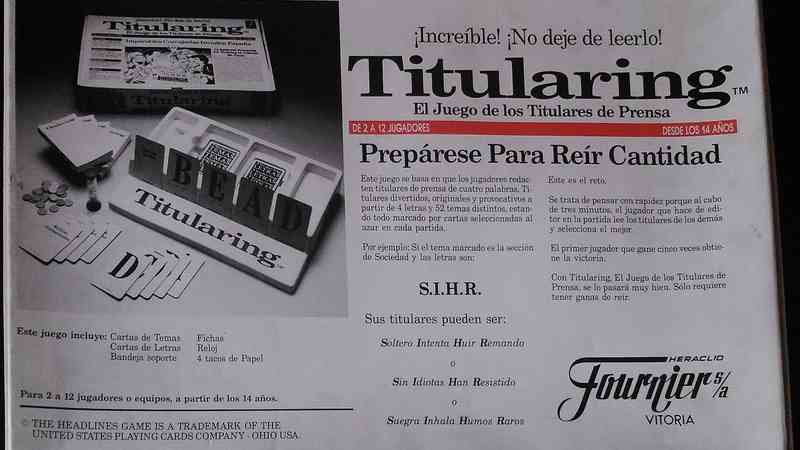 Titularing
El Juego de los Titulares de Prensa
Titularing
BEAD
Titularing™
D
¡Increíble! ¡No deje de leerlo!
Titularing™
El Juego de los Titulares de Prensa
DE 2 A 12 JUGADORES
DESDE LOS 14 AÑOS
Prepárese Para Reír Cantidad
Este juego se basa en que los jugadores redac-
ten titulares de prensa de cuatro palabras. Ti-
tulares divertidos, originales y provocativos a
partir de 4 letras y 52 temas distintos, estan-
do todo marcado por cartas seleccionadas al
azar en cada partida.
Por ejemplo: Si el tema marcado es la sección
de Sociedad y las letras son:
S.I.H.R.
Sus titulares pueden ser:
Soltero Intenta Huir Remando
o
Sin Idiotas Han Resistido
o
Suegra Inhala Humos Raros
Este es el reto.
Se trata de pensar con rapidez porque al cabo
de tres minutos, el jugador que hace de edi-
tor en la partida lee los titulares de los demás
y selecciona el mejor.
El primer jugador que gane cinco veces obtie-
ne la victoria.
Con Titularing, El Juego de los Titulares de
Prensa, se lo pasará muy bien. Sólo requiere
tener ganas de reír.
HERACLIO
Fournier s/a
VITORIA
Este juego incluye: Cartas de Temas Fichas
Cartas de Letras Reloj
Bandeja soporte 4 tacos de Papel
Para 2 a 12 jugadores o equipos, a partir de los 14 años.
© THE HEADLINES GAME IS A TRADEMARK OF THE
UNITED STATES PLAYING CARDS COMPANY - OHIO USA.